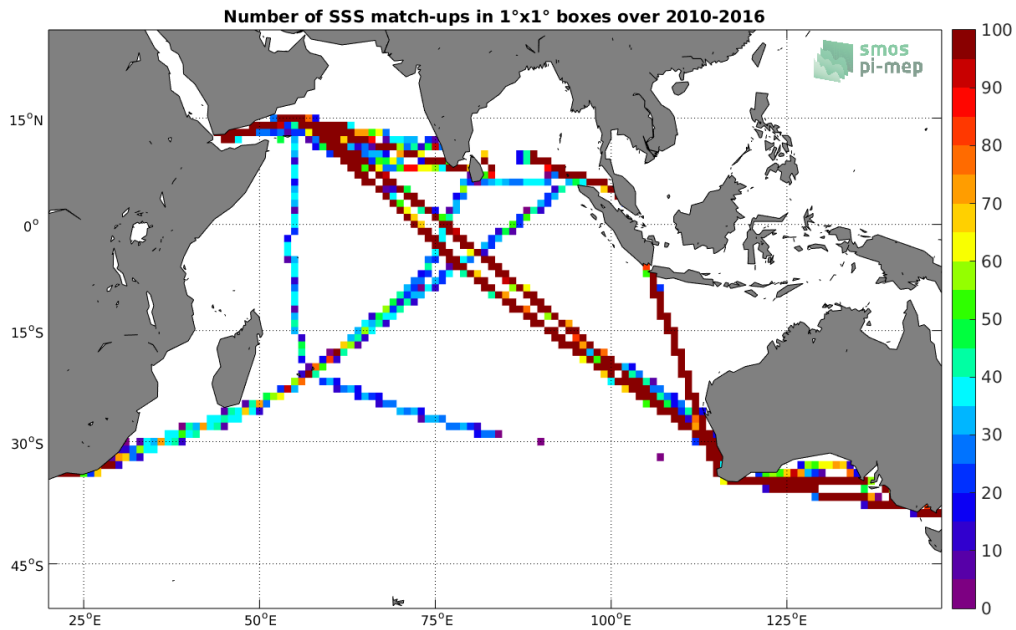 Number of SSS match-ups in 1°x1° boxes over 2010-2016
smos
pi-mep
100
90
80
70
60
50
40
30
20
10
0
15°N
0°
15°S
30°S
45°S
25°E
50°E
75°E
100°E
125°E